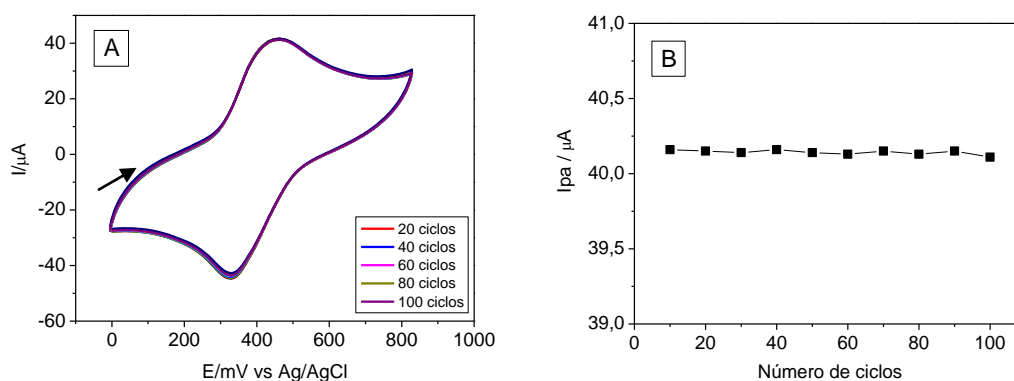 A
I/µA
40
20
0
-20
-40
-60
0
200
400
600
800
1000
E/mV vs Ag/AgCl
20 ciclos
40 ciclos
60 ciclos
80 ciclos
100 ciclos
B
Ipa / µA
41,0
40,5
40,0
39,5
39,0
0
20
40
60
80
100
Número de ciclos